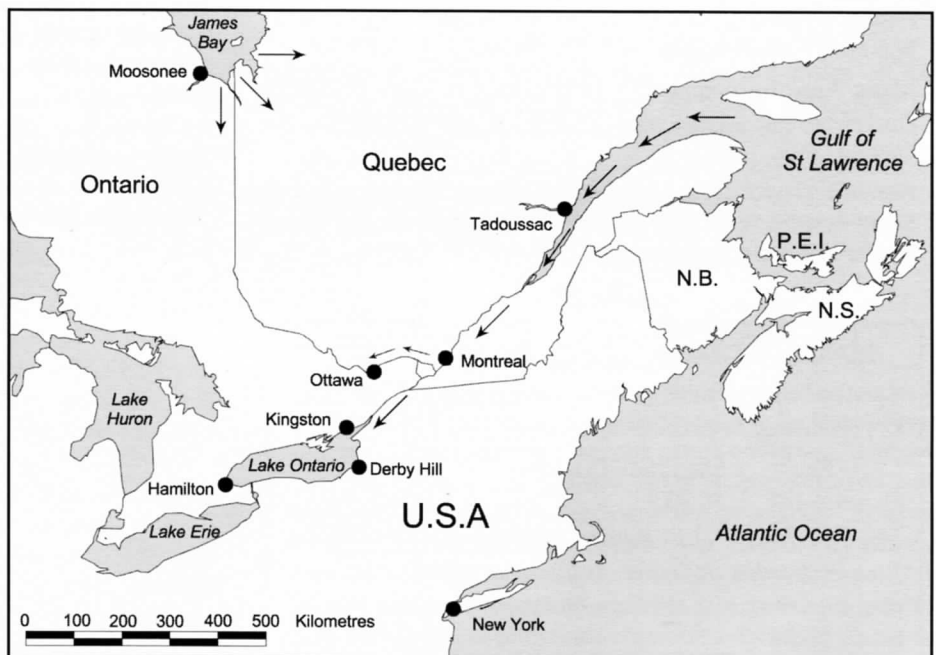 James
Bay
Moosonee
Gulf of
St Lawrence
Quebec
Ontario
Tadoussac
P.E.I.
N.B.
N.S.
Montreal
Ottawa
Lake
Huron
Kingston
Lake Ontario
Derby Hill
Hamilton
U.S.A
Lake Erie
Atlantic Ocean
0 100 200 300 400 500 Kilometres
New York